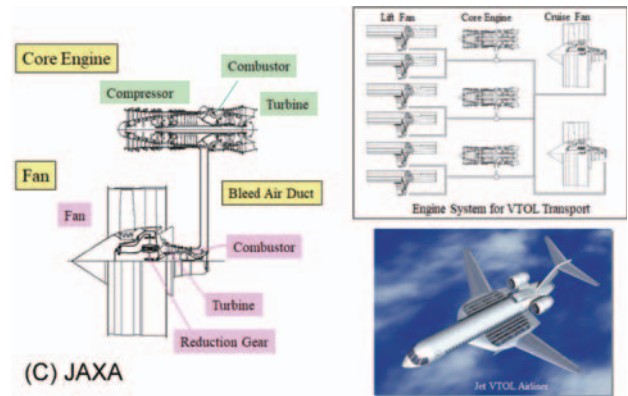 Core Engine
Combustor
Compressor
Turbine
Fan
Bleed Air Duct
Fan
Combustor
Turbine
Reduction Gear
(C) JAXA
Lift Fan
Core Engine
Cruise Fan
Engine System for VTOL Transport
Jet VTOL Airliner